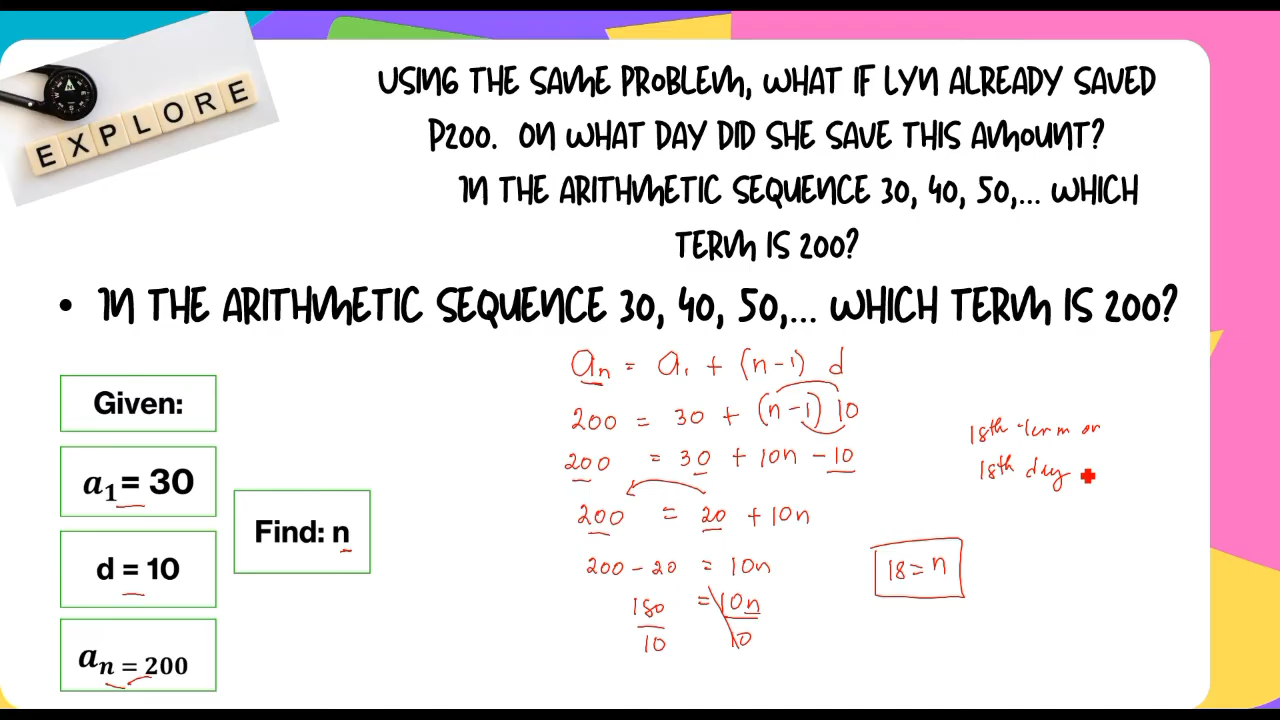 EXPLORE
USING THE SAME PROBLEM, WHAT IF LYN ALREADY SAVED
P200. ON WHAT DAY DID SHE SAVE THIS AMOUNT?
IN THE ARITHMETIC SEQUENCE 30, 40, 50,... WHICH
TERM IS 200?
• IN THE ARITHMETIC SEQUENCE 30, 40, 50,... WHICH TERM IS 200?
Given:
a₁ = 30
d = 10
aₙ = 200
Find: n
aₙ = a₁ + (n-1) d
200 = 30 + (n-1) 10
200 = 30 + 10n - 10
200 = 20 + 10n
200 - 20 = 10n
180 = 10n
10 10
18 = n
18th term or
18th day